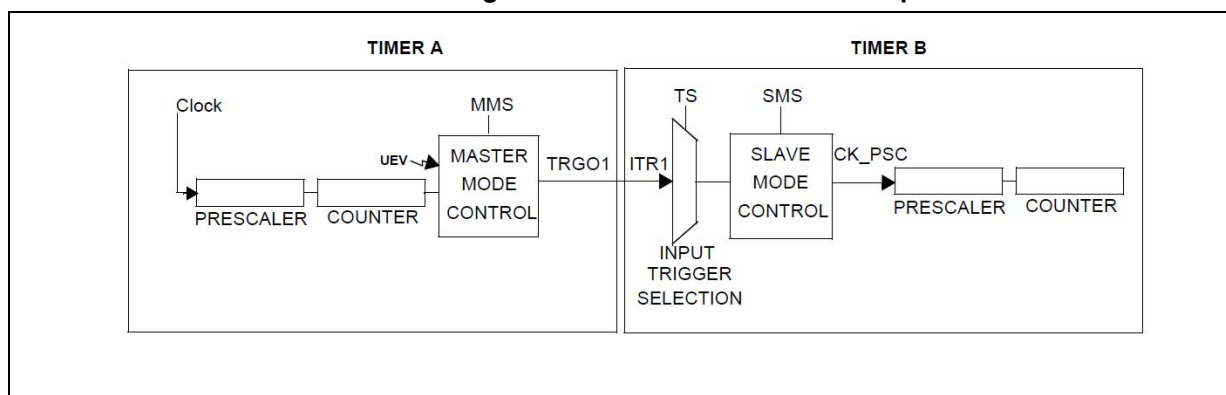 TIMER A
Clock
MMS
UEV
MASTER
MODE
CONTROL
PRESCALER
COUNTER
TRGO1
TIMER B
ITR1
TS
INPUT
TRIGGER
SELECTION
SMS
SLAVE
MODE
CONTROL
CK_PSC
PRESCALER
COUNTER